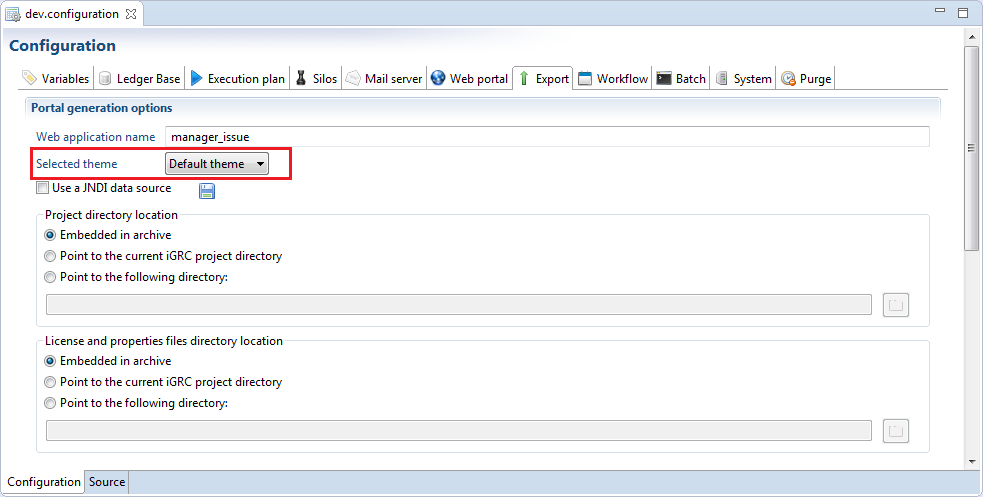 dev.configuration
Configuration
Variables Ledger Base Execution plan Silos Mail server Web portal Export Workflow Batch System Purge
Portal generation options
Web application name manager_issue
Selected theme Default theme
Use a JNDI data source
Project directory location
Embedded in archive
Point to the current iGRC project directory
Point to the following directory:
License and properties files directory location
Embedded in archive
Point to the current iGRC project directory
Point to the following directory:
Configuration Source